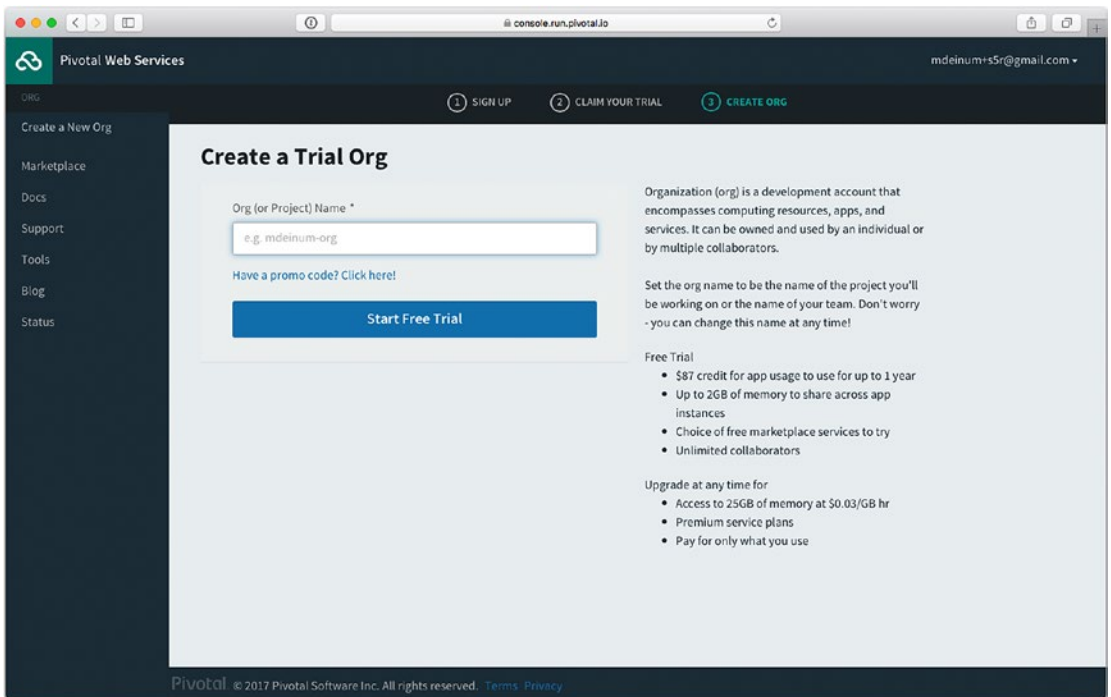 console.run.pivotal.io
Pivotal Web Services
mdeinum+s5r@gmail.com
ORG
1 SIGN UP
2 CLAIM YOUR TRIAL
3 CREATE ORG
Create a New Org
Marketplace
Docs
Support
Tools
Blog
Status
Create a Trial Org
Org (or Project) Name *
e.g. mdeinum-org
Have a promo code? Click here!
Start Free Trial
Organization (org) is a development account that
encompasses computing resources, apps, and
services. It can be owned and used by an individual or
by multiple collaborators.
Set the org name to be the name of the project you'll
be working on or the name of your team. Don't worry
- you can change this name at any time!
Free Trial
• $87 credit for app usage to use for up to 1 year
• Up to 2GB of memory to share across app
instances
• Choice of free marketplace services to try
• Unlimited collaborators
Upgrade at any time for
• Access to 25GB of memory at $0.03/GB hr
• Premium service plans
• Pay for only what you use
Pivotal © 2017 Pivotal Software Inc. All rights reserved. Terms Privacy